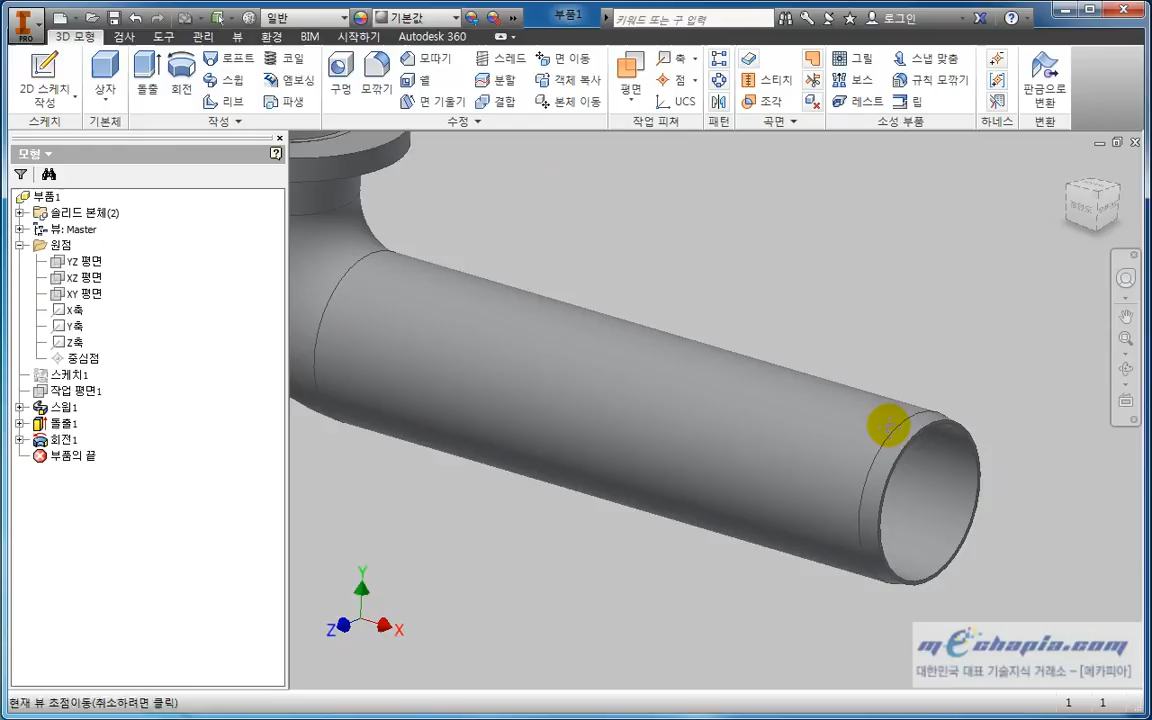 PRO
일반
기본값
부품1
키워드 또는 구 입력
로그인
3D 모형 검사 도구 관리 뷰 환경 BIM 시작하기 Autodesk 360
2D 스케치
작성
상자
돌출
회전
로프트
스윕
리브
코일
엠보싱
파생
구멍
모깎기
모따기
쉘
면 기울기
스레드
분할
결합
면 이동
객체 복사
본체 이동
평면
축
점
UCS
스티치
조각
그릴
보스
레스트
스냅 맞춤
규칙 모깎기
립
판금으로
변환
스케치 기본체 작성 수정 작업 피쳐 패턴 곡면 소성 부품 하네스 변환
모형
부품1
솔리드 본체(2)
뷰: Master
원점
YZ 평면
XZ 평면
XY 평면
X축
Y축
Z축
중심점
스케치1
작업 평면1
스윕1
돌출1
회전1
부품의 끝
Y
Z
X
mechapia.com
대한민국 대표 기술지식 거래소 – [메카피아]
현재 뷰 초점이동(취소하려면 클릭)
1 1